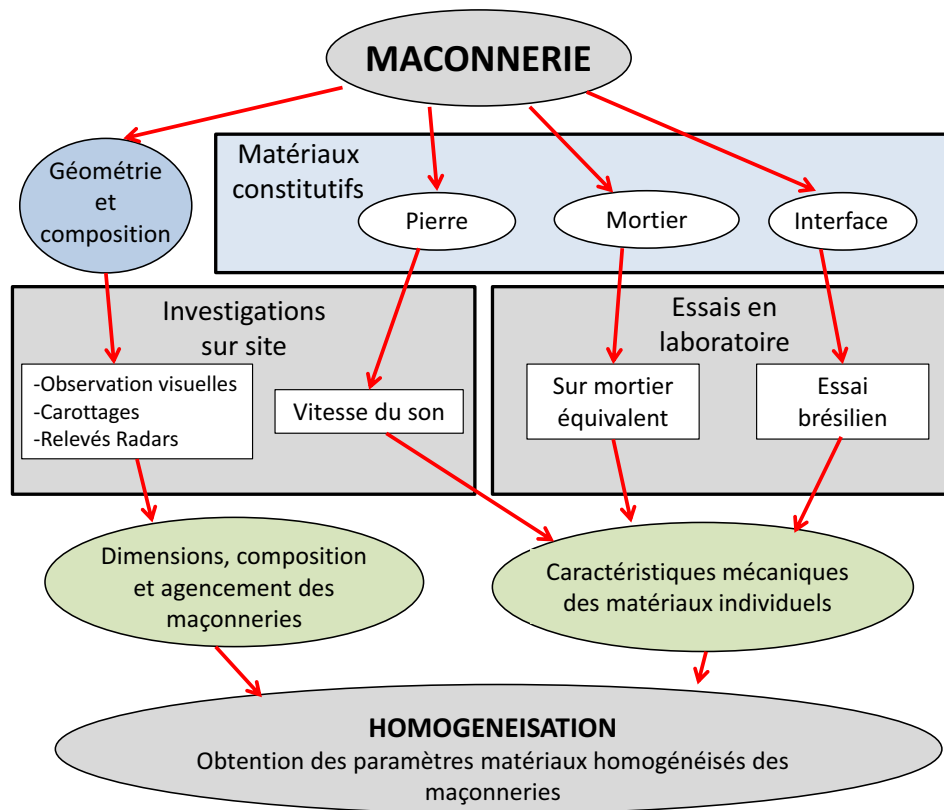 MACONNERIE
Géométrie
et
composition
Matériaux
constitutifs
Pierre
Mortier
Interface
Investigations
sur site
-Observation visuelles
-Carottages
-Relevés Radars
Vitesse du son
Essais en
laboratoire
Sur mortier
équivalent
Essai
brésilien
Dimensions, composition
et agencement des
maçonneries
Caractéristiques mécaniques
des matériaux individuels
HOMOGENEISATION
Obtention des paramètres matériaux homogénéisés des
maçonneries